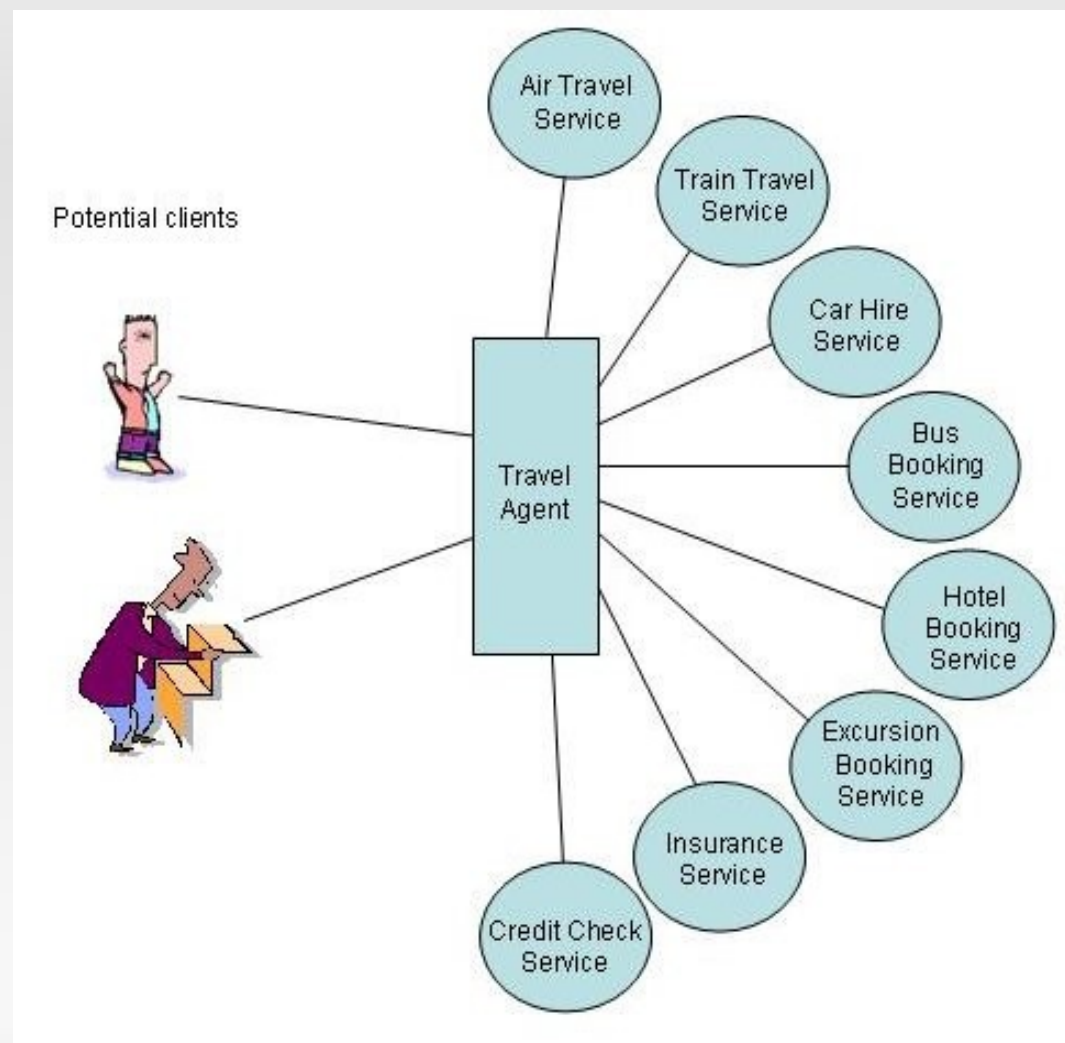 Air Travel
Service
Train Travel
Service
Potential clients
Car Hire
Service
Bus
Booking
Service
Travel
Agent
Hotel
Booking
Service
Excursion
Booking
Service
Insurance
Service
Credit Check
Service